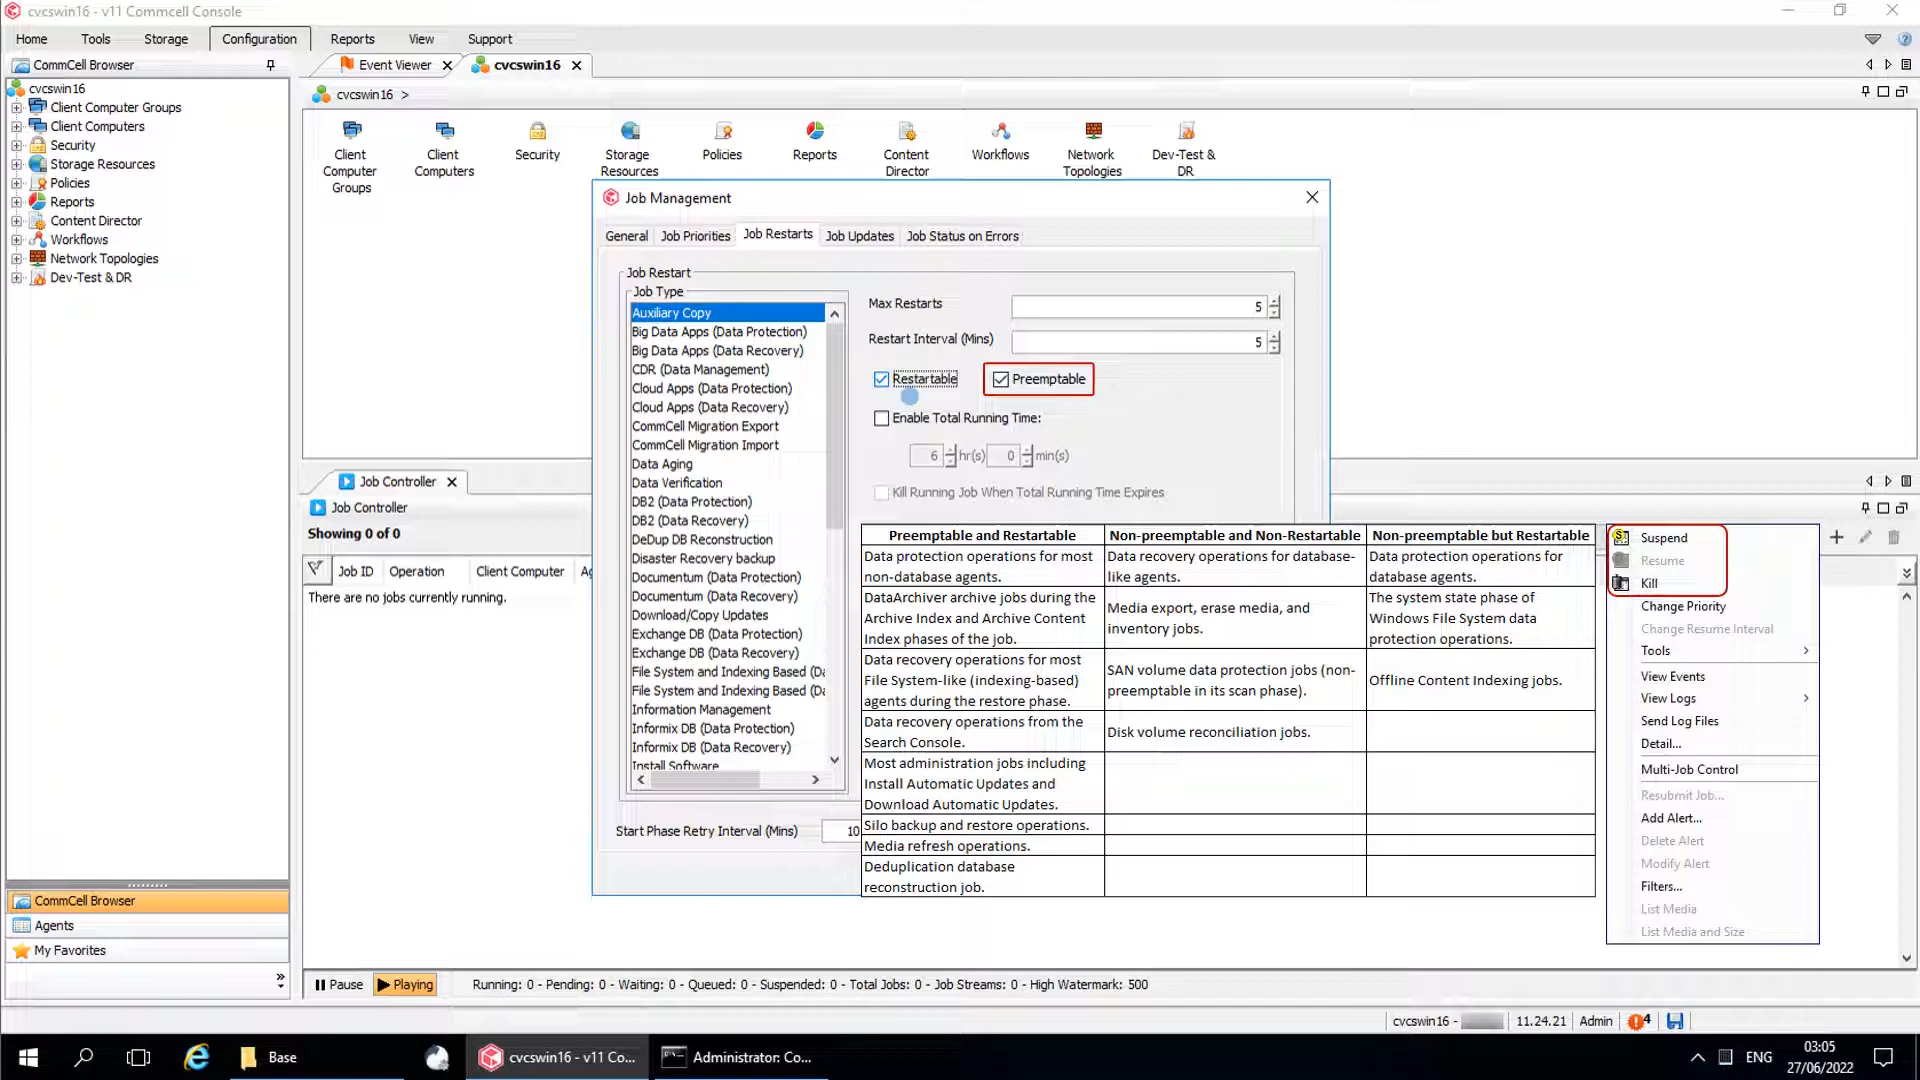 cvcswin16 - v11 Commcell Console
Home
Tools
Storage
Configuration
Reports
View
Support
CommCell Browser
Event Viewer
cvcswin16
cvcswin16
Client Computer Groups
Client Computers
Security
Storage Resources
Policies
Reports
Content Director
Workflows
Network Topologies
Dev-Test & DR
cvcswin16 >
Client
Computer
Groups
Client
Computers
Security
Storage
Resources
Policies
Reports
Content
Director
Workflows
Network
Topologies
Dev-Test &
DR
Job Management
General
Job Priorities
Job Restarts
Job Updates
Job Status on Errors
Job Restart
Job Type
Auxiliary Copy
Big Data Apps (Data Protection)
Big Data Apps (Data Recovery)
CDR (Data Management)
Cloud Apps (Data Protection)
Cloud Apps (Data Recovery)
CommCell Migration Export
CommCell Migration Import
Data Aging
Data Verification
DB2 (Data Protection)
DB2 (Data Recovery)
DeDup DB Reconstruction
Disaster Recovery backup
Documentum (Data Protection)
Documentum (Data Recovery)
Download/Copy Updates
Exchange DB (Data Protection)
Exchange DB (Data Recovery)
File System and Indexing Based (Da
File System and Indexing Based (Da
Information Management
Informix DB (Data Protection)
Informix DB (Data Recovery)
Install Software
Max Restarts
5
Restart Interval (Mins)
5
Restartable
Preemptable
Enable Total Running Time:
6 hr(s) 0 min(s)
Kill Running Job When Total Running Time Expires
Start Phase Retry Interval (Mins)
10
Preemptable and Restartable
Non-preemptable and Non-Restartable
Non-preemptable but Restartable
Data protection operations for most
non-database agents.
Data recovery operations for database-
like agents.
Data protection operations for
database agents.
DataArchiver archive jobs during the
Archive Index and Archive Content
Index phases of the job.
Media export, erase media, and
inventory jobs.
The system state phase of
Windows File System data
protection operations.
Data recovery operations for most
File System-like (indexing-based)
agents during the restore phase.
SAN volume data protection jobs (non-
preemptable in its scan phase).
Offline Content Indexing jobs.
Data recovery operations from the
Search Console.
Disk volume reconciliation jobs.
Most administration jobs including
Install Automatic Updates and
Download Automatic Updates.
Silo backup and restore operations.
Media refresh operations.
Deduplication database
reconstruction job.
Suspend
Resume
Kill
Change Priority
Change Resume Interval
Tools
View Events
View Logs
Send Log Files
Detail...
Multi-Job Control
Resubmit Job...
Add Alert...
Delete Alert
Modify Alert
Filters...
List Media
List Media and Size
Job Controller
Job Controller
Showing 0 of 0
Job ID
Operation
Client Computer
Ag
There are no jobs currently running.
CommCell Browser
Agents
My Favorites
Pause
Playing
Running: 0 - Pending: 0 - Waiting: 0 - Queued: 0 - Suspended: 0 - Total Jobs: 0 - Job Streams: 0 - High Watermark: 500
cvcswin16 -
11.24.21
Admin
4
Base
cvcswin16 - v11 Co...
Administrator: Co...
ENG
03:05
27/06/2022